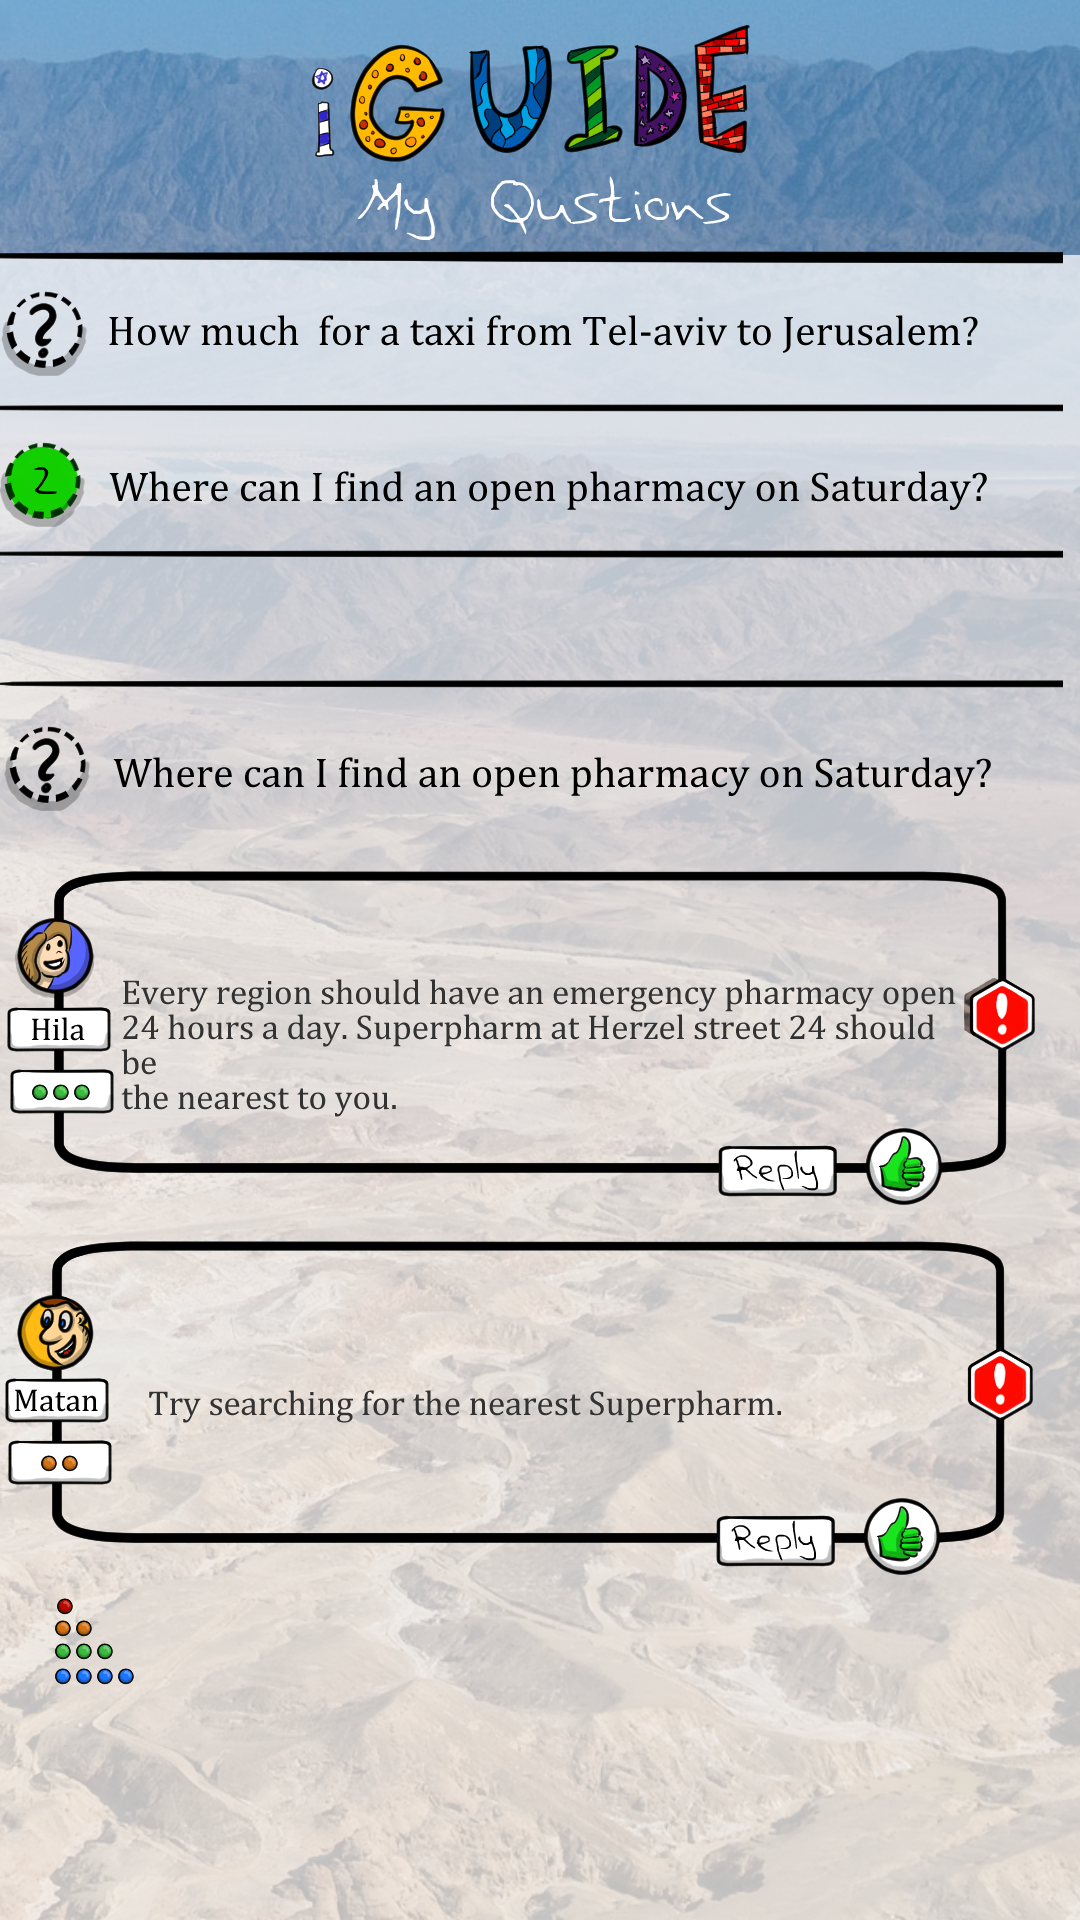 iGUIDE
My Qustions
? How much for a taxi from Tel-aviv to Jerusalem?
2 Where can I find an open pharmacy on Saturday?
? Where can I find an open pharmacy on Saturday?
Every region should have an emergency pharmacy open
24 hours a day. Superpharm at Herzel street 24 should
be
the nearest to you.
Hila
!
Reply
Try searching for the nearest Superpharm.
Matan
!
Reply